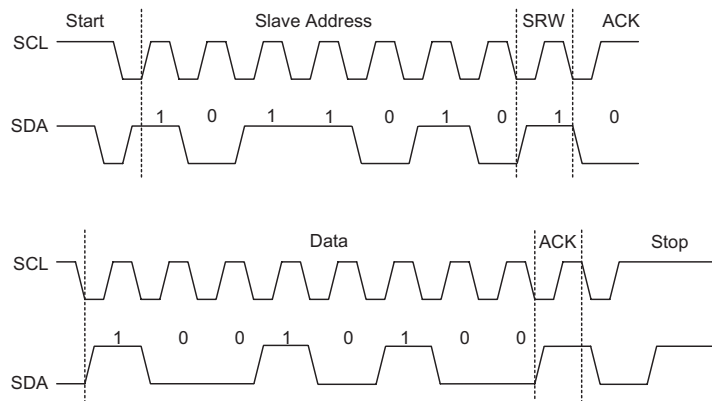 Start Slave Address SRW ACK
SCL
1 0 1 1 0 1 0 1 0
SDA
Data ACK Stop
SCL
1 0 0 1 0 1 0 0
SDA